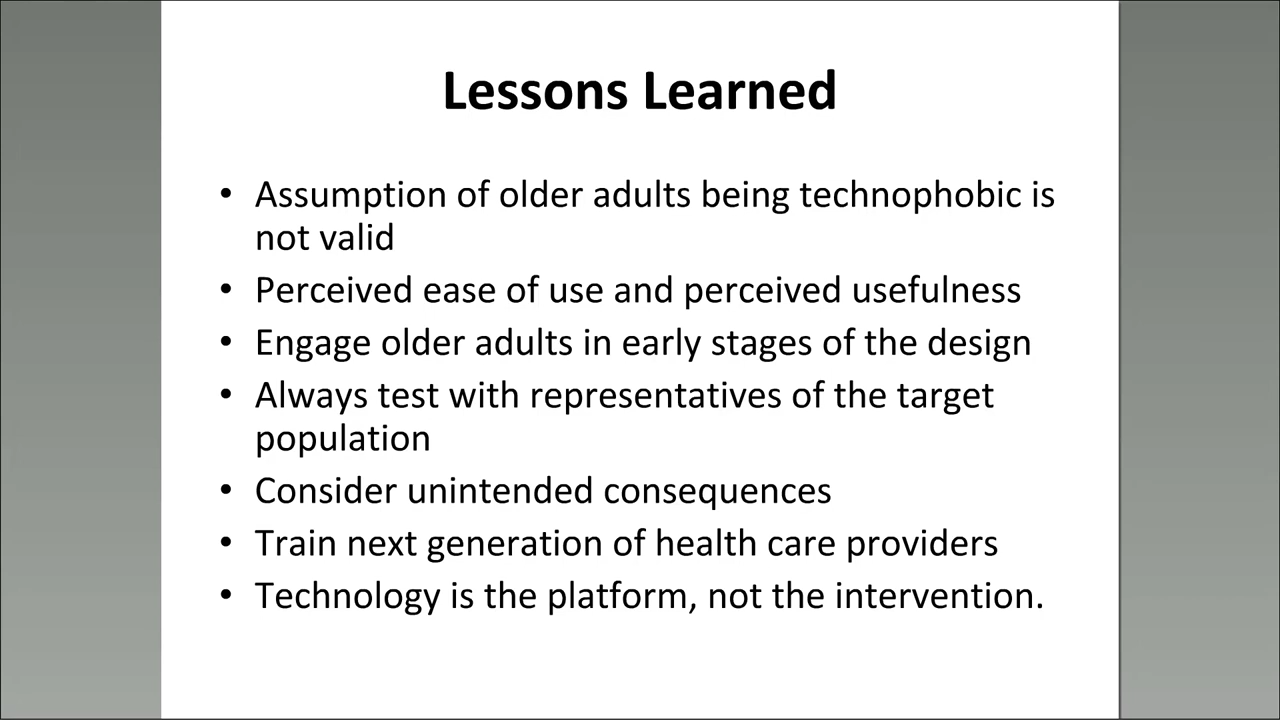 Lessons Learned
• Assumption of older adults being technophobic is
not valid
• Perceived ease of use and perceived usefulness
• Engage older adults in early stages of the design
• Always test with representatives of the target
population
• Consider unintended consequences
• Train next generation of health care providers
• Technology is the platform, not the intervention.